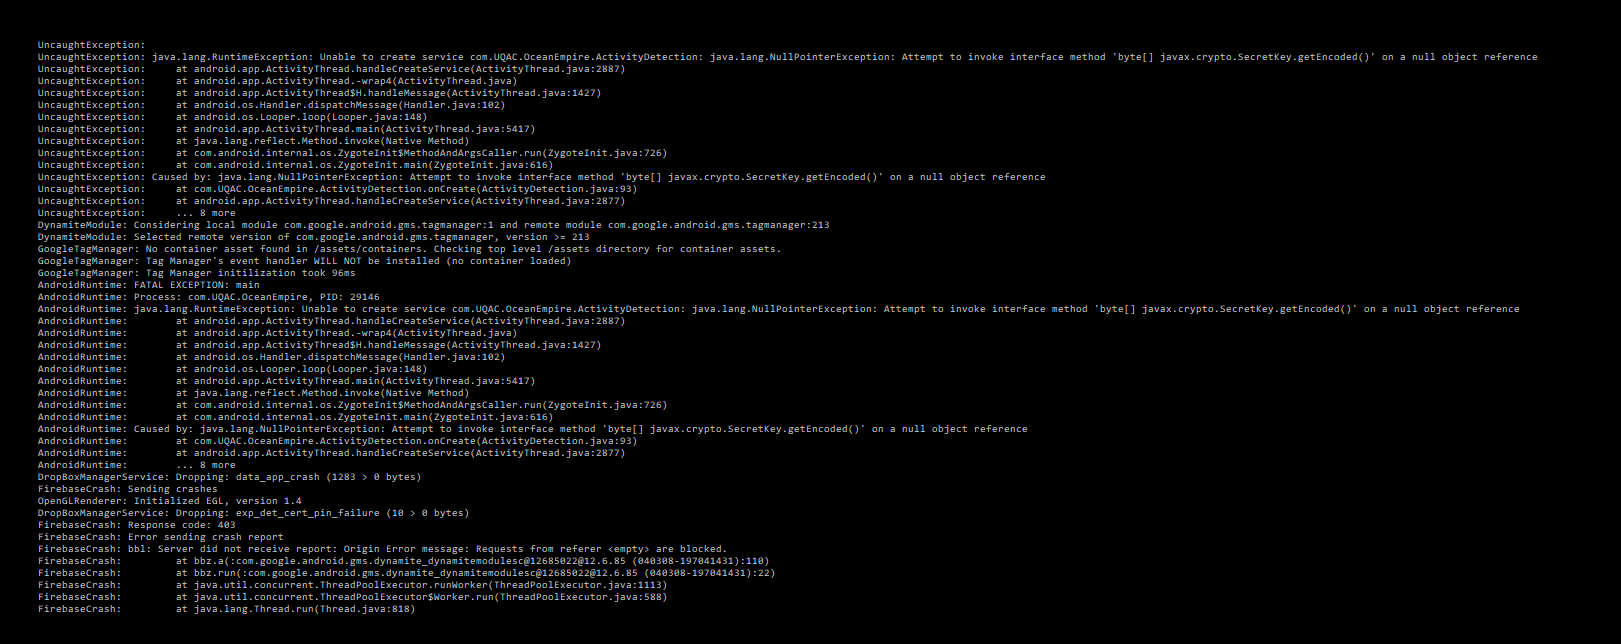 UncaughtException:
UncaughtException: java.lang.RuntimeException: Unable to create service com.UQAC.OceanEmpire.ActivityDetection: java.lang.NullPointerException: Attempt to invoke interface method 'byte[] javax.crypto.SecretKey.getEncoded()' on a null object reference
UncaughtException:     at android.app.ActivityThread.handleCreateService(ActivityThread.java:2887)
UncaughtException:     at android.app.ActivityThread.-wrap4(ActivityThread.java)
UncaughtException:     at android.app.ActivityThread$H.handleMessage(ActivityThread.java:1427)
UncaughtException:     at android.os.Handler.dispatchMessage(Handler.java:102)
UncaughtException:     at android.os.Looper.loop(Looper.java:148)
UncaughtException:     at android.app.ActivityThread.main(ActivityThread.java:5417)
UncaughtException:     at java.lang.reflect.Method.invoke(Native Method)
UncaughtException:     at com.android.internal.os.ZygoteInit$MethodAndArgsCaller.run(ZygoteInit.java:726)
UncaughtException:     at com.android.internal.os.ZygoteInit.main(ZygoteInit.java:616)
UncaughtException: Caused by: java.lang.NullPointerException: Attempt to invoke interface method 'byte[] javax.crypto.SecretKey.getEncoded()' on a null object reference
UncaughtException:     at com.UQAC.OceanEmpire.ActivityDetection.onCreate(ActivityDetection.java:93)
UncaughtException:     at android.app.ActivityThread.handleCreateService(ActivityThread.java:2877)
UncaughtException:     ... 8 more
DynamiteModule: Considering local module com.google.android.gms.tagmanager:1 and remote module com.google.android.gms.tagmanager:213
DynamiteModule: Selected remote version of com.google.android.gms.tagmanager, version >= 213
GoogleTagManager: No container asset found in /assets/containers. Checking top level /assets directory for container assets.
GoogleTagManager: Tag Manager's event handler WILL NOT be installed (no container loaded)
GoogleTagManager: Tag Manager initilization took 96ms
AndroidRuntime: FATAL EXCEPTION: main
AndroidRuntime: Process: com.UQAC.OceanEmpire, PID: 29146
AndroidRuntime: java.lang.RuntimeException: Unable to create service com.UQAC.OceanEmpire.ActivityDetection: java.lang.NullPointerException: Attempt to invoke interface method 'byte[] javax.crypto.SecretKey.getEncoded()' on a null object reference
AndroidRuntime:        at android.app.ActivityThread.handleCreateService(ActivityThread.java:2887)
AndroidRuntime:        at android.app.ActivityThread.-wrap4(ActivityThread.java)
AndroidRuntime:        at android.app.ActivityThread$H.handleMessage(ActivityThread.java:1427)
AndroidRuntime:        at android.os.Handler.dispatchMessage(Handler.java:102)
AndroidRuntime:        at android.os.Looper.loop(Looper.java:148)
AndroidRuntime:        at android.app.ActivityThread.main(ActivityThread.java:5417)
AndroidRuntime:        at java.lang.reflect.Method.invoke(Native Method)
AndroidRuntime:        at com.android.internal.os.ZygoteInit$MethodAndArgsCaller.run(ZygoteInit.java:726)
AndroidRuntime:        at com.android.internal.os.ZygoteInit.main(ZygoteInit.java:616)
AndroidRuntime: Caused by: java.lang.NullPointerException: Attempt to invoke interface method 'byte[] javax.crypto.SecretKey.getEncoded()' on a null object reference
AndroidRuntime:        at com.UQAC.OceanEmpire.ActivityDetection.onCreate(ActivityDetection.java:93)
AndroidRuntime:        at android.app.ActivityThread.handleCreateService(ActivityThread.java:2877)
AndroidRuntime:        ... 8 more
DropBoxManagerService: Dropping: data_app_crash (1283 > 0 bytes)
FirebaseCrash: Sending crashes
OpenGLRenderer: Initialized EGL, version 1.4
DropBoxManagerService: Dropping: exp_det_cert_pin_failure (10 > 0 bytes)
FirebaseCrash: Response code: 403
FirebaseCrash: Error sending crash report
FirebaseCrash: bbl: Server did not receive report: Origin Error message: Requests from referer <empty> are blocked.
FirebaseCrash:         at bbz.a(:com.google.android.gms.dynamite_dynamitemodulesc@12685022@12.6.85 (040308-197041431):110)
FirebaseCrash:         at bbz.run(:com.google.android.gms.dynamite_dynamitemodulesc@12685022@12.6.85 (040308-197041431):22)
FirebaseCrash:         at java.util.concurrent.ThreadPoolExecutor.runWorker(ThreadPoolExecutor.java:1113)
FirebaseCrash:         at java.util.concurrent.ThreadPoolExecutor$Worker.run(ThreadPoolExecutor.java:588)
FirebaseCrash:         at java.lang.Thread.run(Thread.java:818)